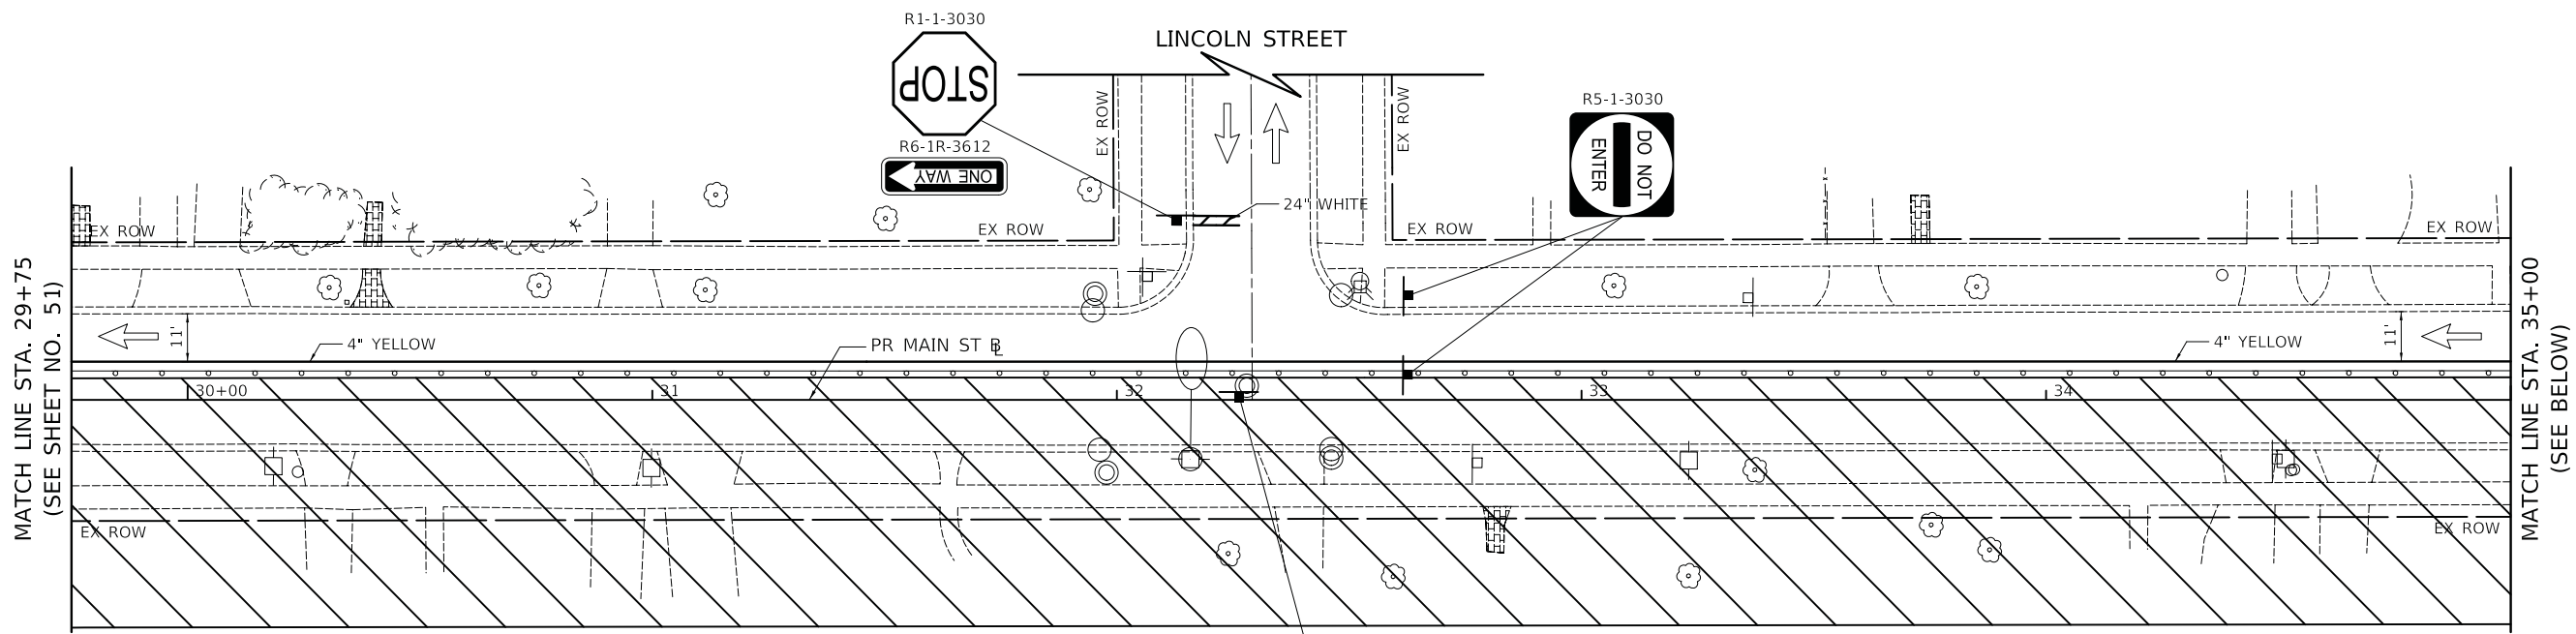 R1-1-3030
STOP
R6-1R-3612
ONE WAY
LINCOLN STREET
R5-1-3030
DO NOT
ENTER
EX ROW
EX ROW
24" WHITE
EX ROW
EX ROW
EX ROW
EX ROW
MATCH LINE STA. 29+75
(SEE SHEET NO. 51)
11'
4" YELLOW
PR MAIN ST BL
4" YELLOW
11'
30+00
31
32
33
34
EX ROW
EX ROW
MATCH LINE STA. 35+00
(SEE BELOW)